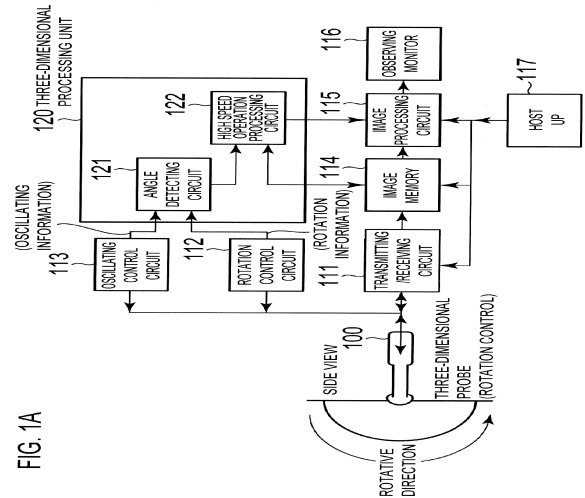 FIG. 1A
120 THREE-DIMENSIONAL
PROCESSING UNIT
(OSCILLATING
INFORMATION)
113
OSCILLATING
CONTROL
CIRCUIT
121
ANGLE
DETECTING
CIRCUIT
122
HIGH SPEED
OPERATION
PROCESSING
CIRCUIT
112
ROTATION
CONTROL
CIRCUIT
(ROTATION
INFORMATION)
111
TRANSMITTING
/RECEIVING
CIRCUIT
114
IMAGE
MEMORY
115
IMAGE
PROCESSING
CIRCUIT
116
OBSERVING
MONITOR
117
HOST
UP
SIDE VIEW
100
THREE-DIMENSIONAL
PROBE
(ROTATION CONTROL)
ROTATIVE
DIRECTION